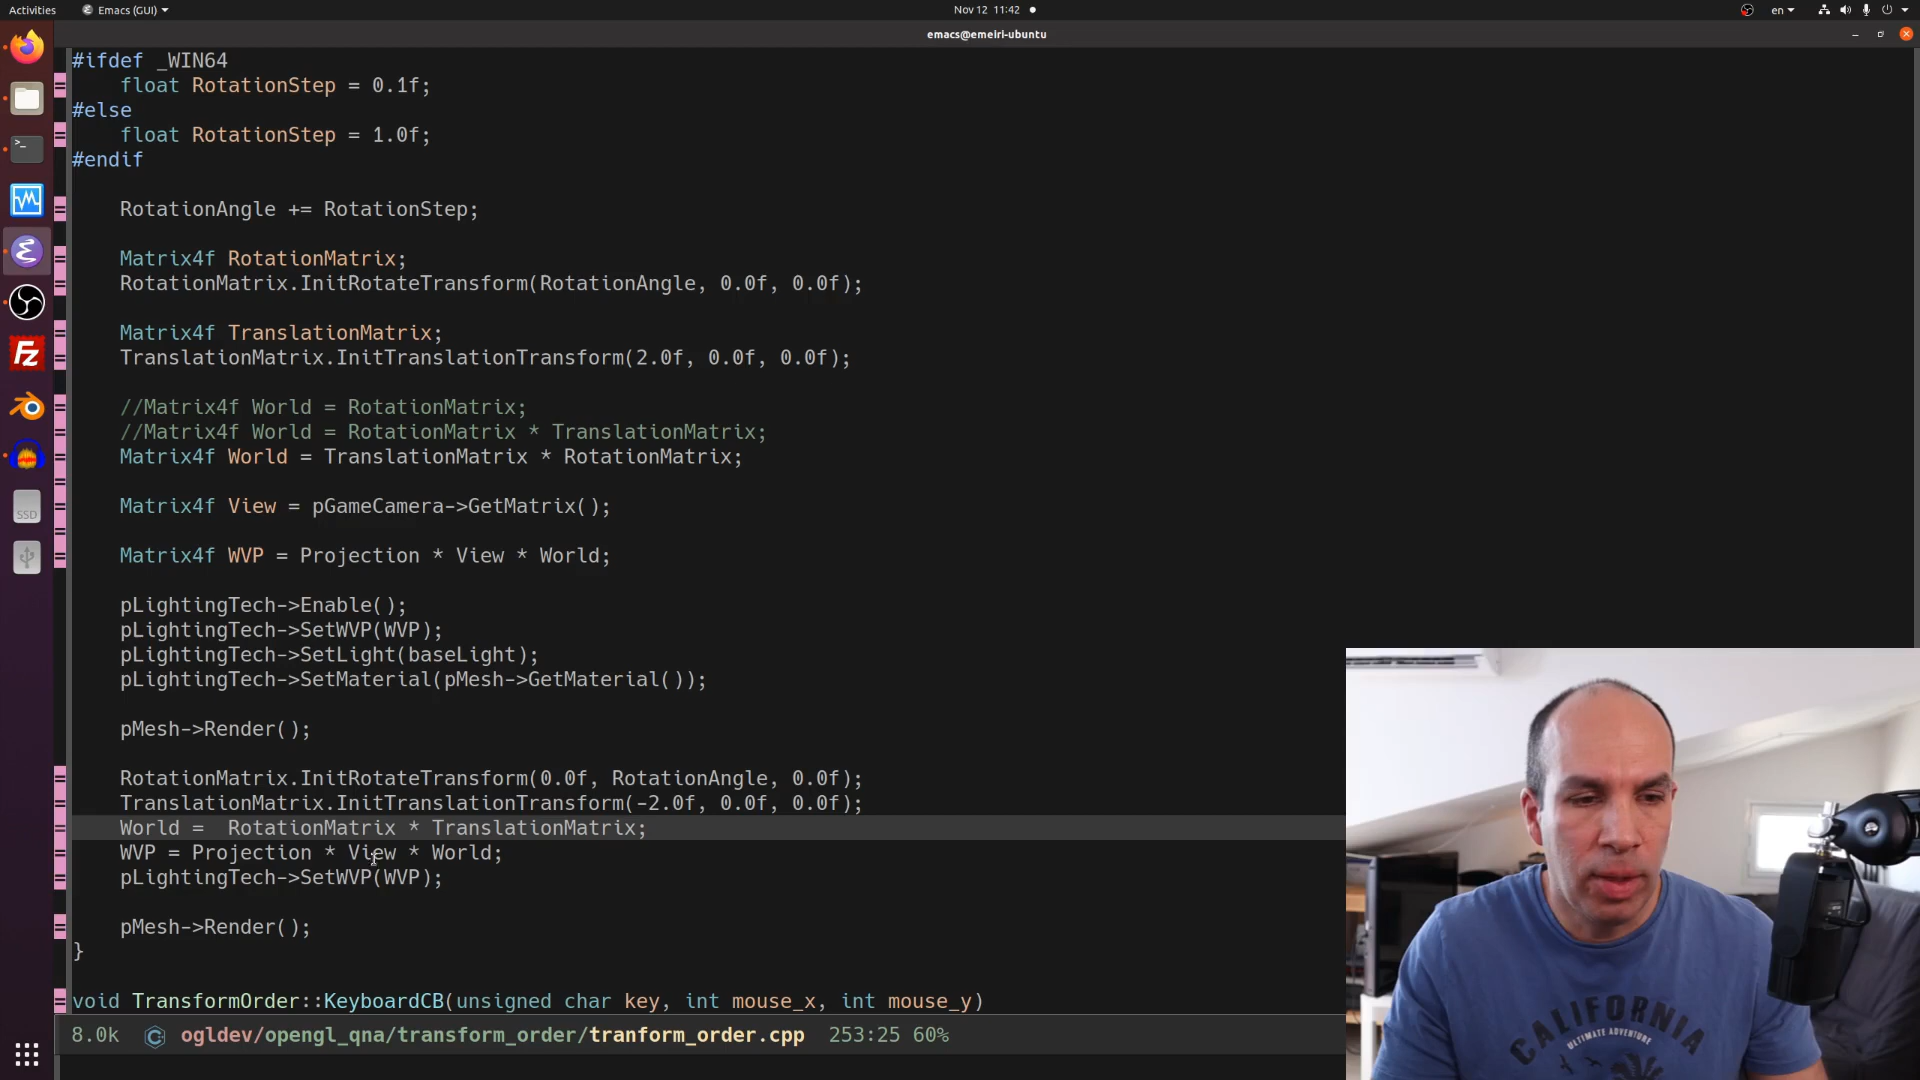 Activities
Emacs (GUI)
Nov 12 11:42
en
emacs@emeiri-ubuntu
#ifdef _WIN64
float RotationStep = 0.1f;
#else
float RotationStep = 1.0f;
#endif
RotationAngle += RotationStep;
Matrix4f RotationMatrix;
RotationMatrix.InitRotateTransform(RotationAngle, 0.0f, 0.0f);
Matrix4f TranslationMatrix;
TranslationMatrix.InitTranslationTransform(2.0f, 0.0f, 0.0f);
//Matrix4f World = RotationMatrix;
//Matrix4f World = RotationMatrix * TranslationMatrix;
Matrix4f World = TranslationMatrix * RotationMatrix;
Matrix4f View = pGameCamera->GetMatrix();
Matrix4f WVP = Projection * View * World;
pLightingTech->Enable();
pLightingTech->SetWVP(WVP);
pLightingTech->SetLight(baseLight);
pLightingTech->SetMaterial(pMesh->GetMaterial());
pMesh->Render();
RotationMatrix.InitRotateTransform(0.0f, RotationAngle, 0.0f);
TranslationMatrix.InitTranslationTransform(-2.0f, 0.0f, 0.0f);
World =  RotationMatrix * TranslationMatrix;
WVP = Projection * View * World;
pLightingTech->SetWVP(WVP);
pMesh->Render();
}
void TransformOrder::KeyboardCB(unsigned char key, int mouse_x, int mouse_y)
8.0k ogldev/opengl_qna/transform_order/tranform_order.cpp 253:25 60%
Fz
SSD
CALIFORNIA
ULTIMATE ADVENTURE